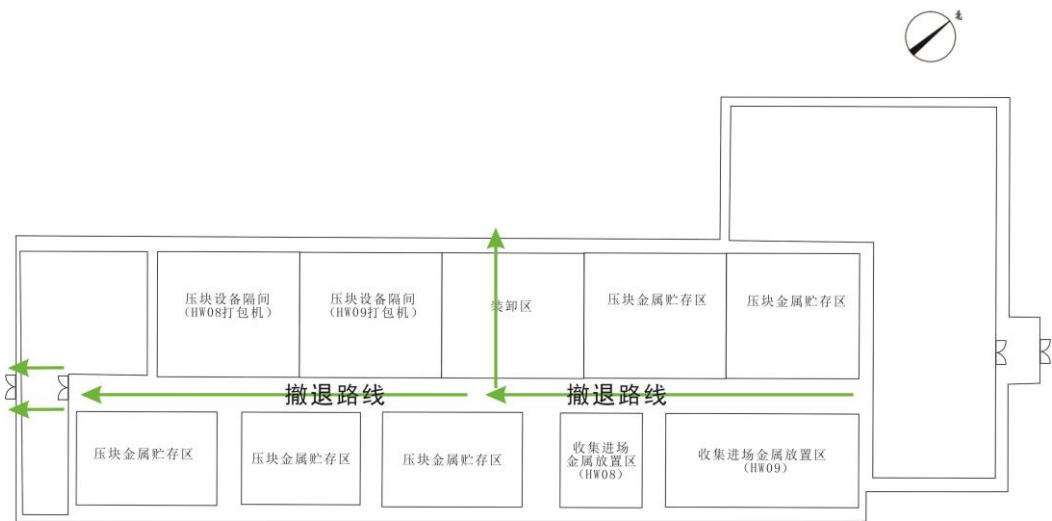 北
压块设备隔间
（HW08打包机）
压块设备隔间
（HW09打包机）
装卸区
压块金属贮存区
压块金属贮存区
撤退路线
撤退路线
压块金属贮存区
压块金属贮存区
压块金属贮存区
收集进场
金属放置区
（HW08）
收集进场金属放置区
（HW09）